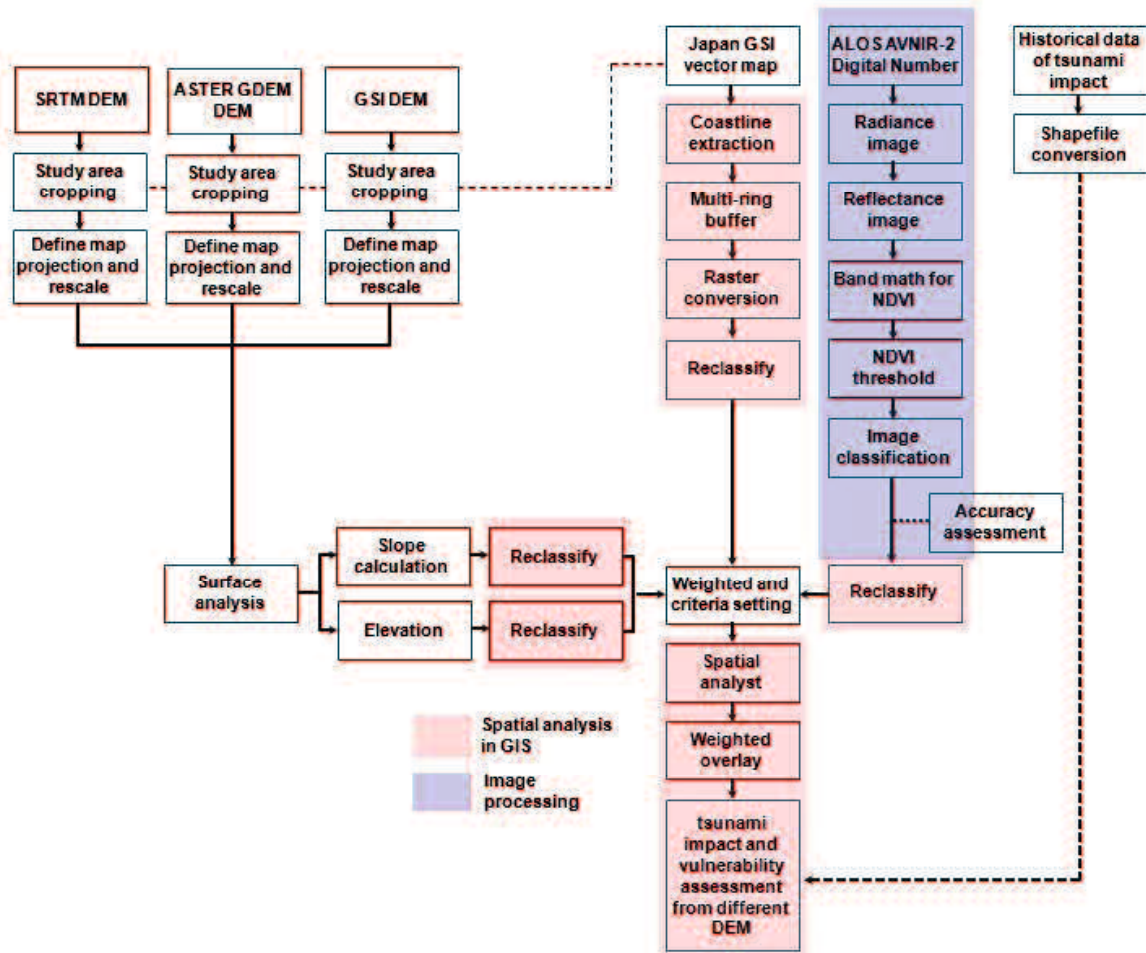 SRTM DEM
ASTER GDEM
DEM
GSI DEM
Study area
cropping
Study area
cropping
Study area
cropping
Define map
projection and
rescale
Define map
projection and
rescale
Define map
projection and
rescale
Japan GSI
vector map
Coastline
extraction
Multi-ring
buffer
Raster
conversion
Reclassify
ALOS AVNIR-2
Digital Number
Radiance
image
Reflectance
image
Band math for
NDVI
NDVI
threshold
Image
classification
Accuracy
assessment
Reclassify
Historical data
of tsunami
impact
Shapefile
conversion
Surface
analysis
Slope
calculation
Reclassify
Elevation
Reclassify
Weighted and
criteria setting
Spatial
analyst
Weighted
overlay
tsunami
impact and
vulnerability
assessment
from different
DEM
Spatial analysis
in GIS
Image
processing